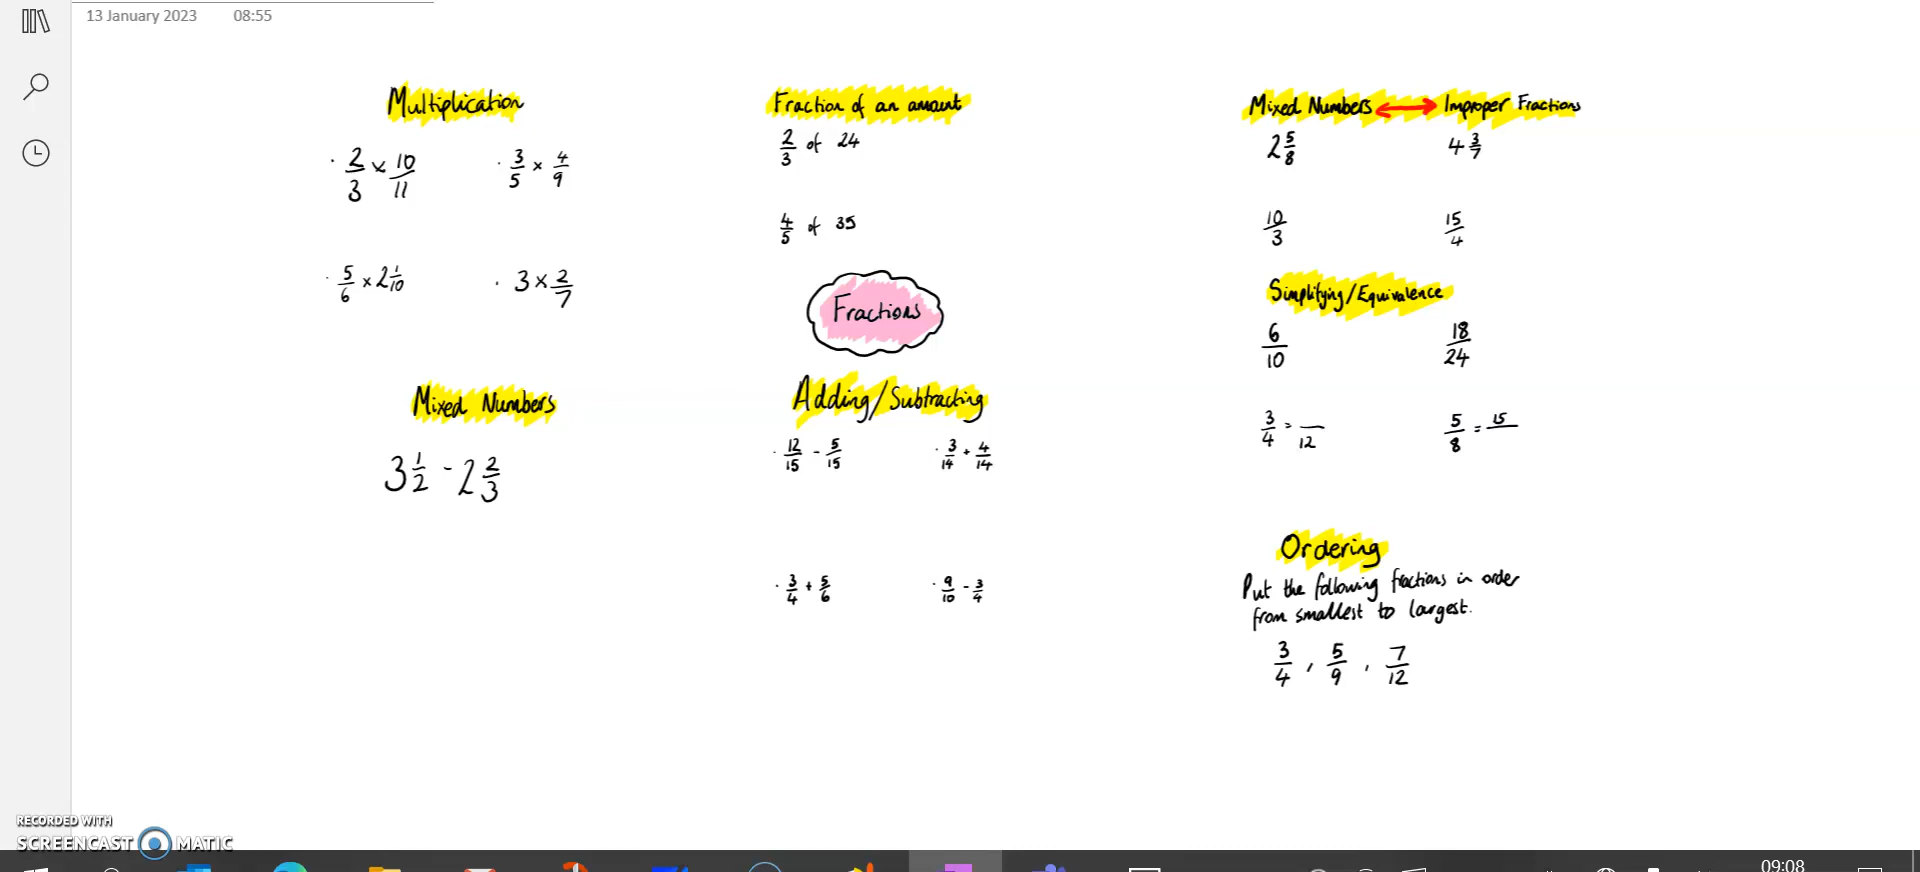 13 January 2023 08:55
Multiplication
· 2/3 × 10/11 · 3/5 × 4/9
· 5/6 × 2 1/10 · 3 × 2/7
Mixed Numbers
3 1/2 - 2 2/3
Fraction of an amount
2/3 of 24
4/5 of 35
Fractions
Adding/Subtracting
· 12/15 - 5/15 · 3/14 + 4/14
· 3/4 + 5/6 · 9/10 - 3/4
Mixed Numbers ↔ Improper Fractions
2 5/8 4 3/7
10/3 15/4
Simplifying/Equivalence
6/10 18/24
3/4 = __/12 5/8 = 15/__
Ordering
Put the following fractions in order
from smallest to largest.
3/4 , 5/9 , 7/12
RECORDED WITH
SCREENCAST MATIC
09:08